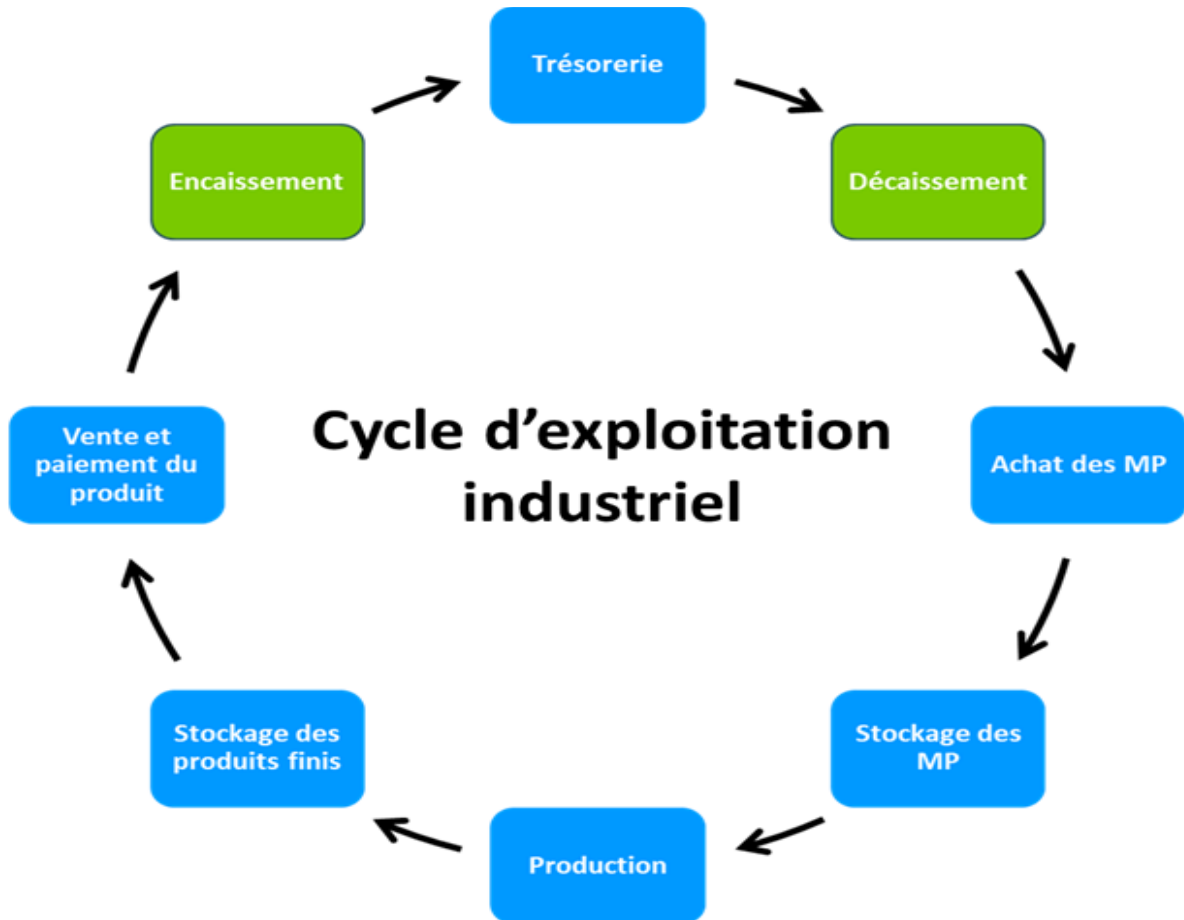 Trésorerie
Décaissement
Achat des MP
Stockage des
MP
Production
Stockage des
produits finis
Vente et
paiement du
produit
Encaissement
Cycle d’exploitation
industriel